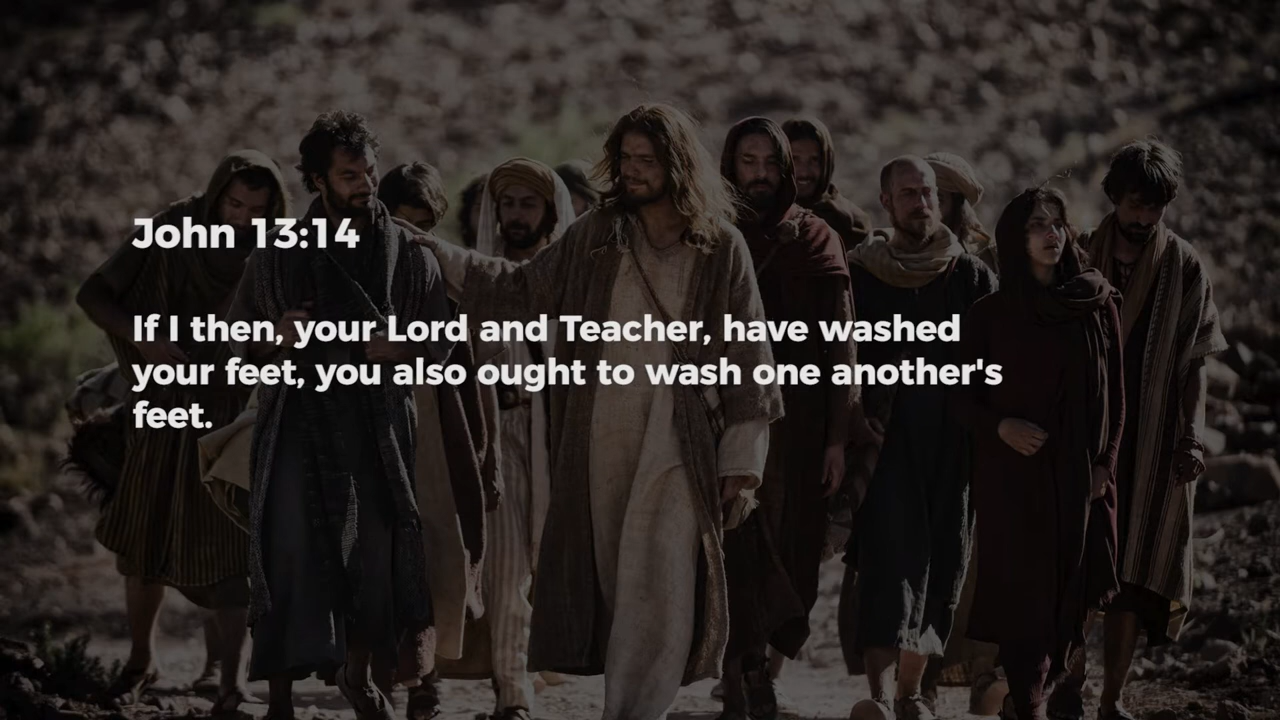 John 13:14
If I then, your Lord and Teacher, have washed
your feet, you also ought to wash one another's
feet.